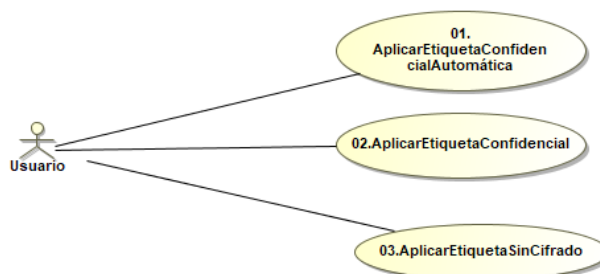 01.
AplicarEtiquetaConfiden
cialAutomática
02.AplicarEtiquetaConfidencial
Usuario
03.AplicarEtiquetaSinCifrado